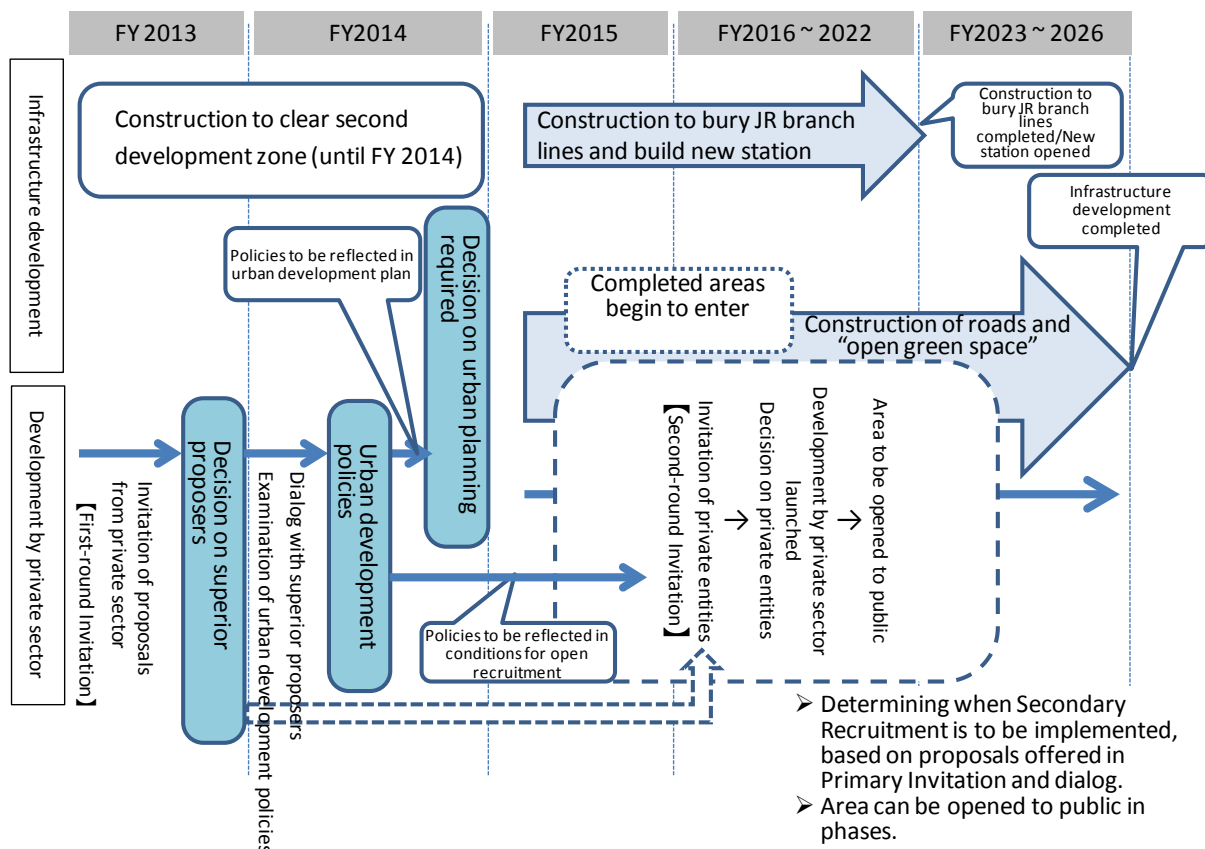 FY 2013
FY2014
FY2015
FY2016 ~ 2022
FY2023 ~ 2026
Infrastructure development
Construction to clear second
development zone (until FY 2014)
Construction to bury JR branch
lines and build new station
Construction to
bury JR branch
lines
completed/New
station opened
Infrastructure
development
completed
Policies to be reflected in
urban development plan
Decision on urban planning
required
Completed areas
begin to enter
Construction of roads and
“open green space”
Development by private sector
Invitation of proposals
from private sector
【First-round Invitation】
Decision on superior
proposers
Dialog with superior proposers
Examination of urban development policies
Urban development
policies
Policies to be reflected in
conditions for open
recruitment
Invitation of private entities
【Second-round Invitation】
→
Decision on private entities
Development by private sector
launched
→
Area to be opened to public
➢ Determining when Secondary
Recruitment is to be implemented,
based on proposals offered in
Primary Invitation and dialog.
➢ Area can be opened to public in
phases.